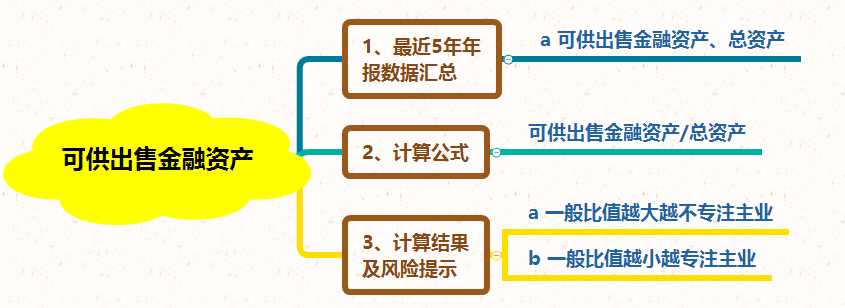 可供出售金融资产
1、最近5年年
报数据汇总
a 可供出售金融资产、总资产
2、计算公式
可供出售金融资产/总资产
3、计算结果
及风险提示
a 一般比值越大越不专注主业
b 一般比值越小越专注主业